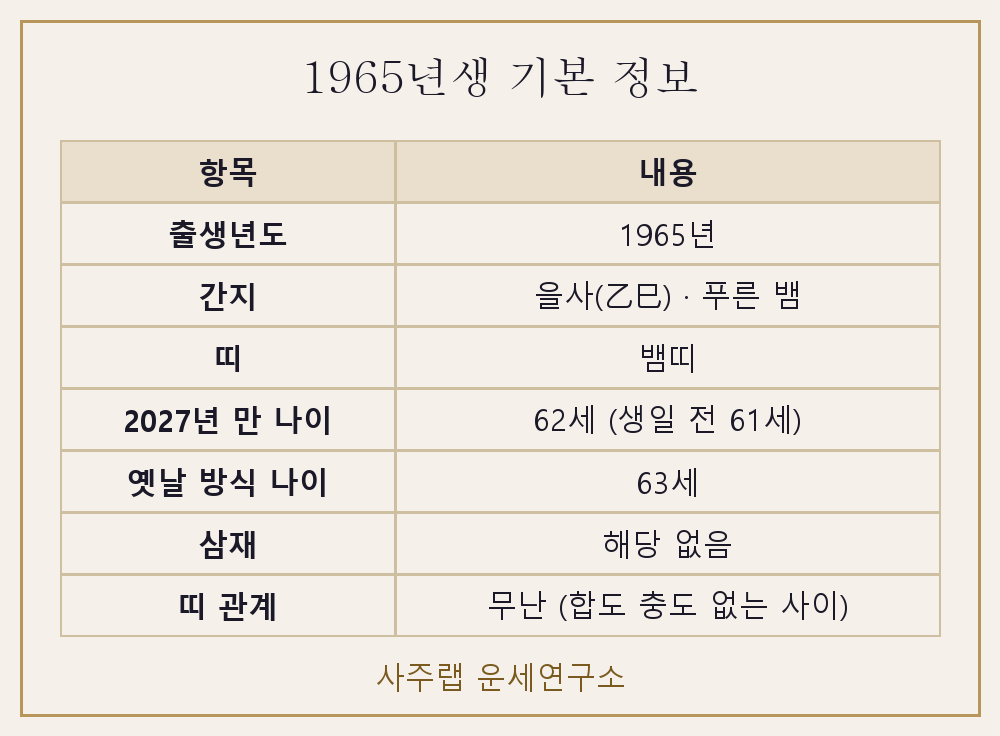 1965년생 기본 정보
항목 내용
출생년도 1965년
간지 을사(乙巳) · 푸른 뱀
띠 뱀띠
2027년 만 나이 62세 (생일 전 61세)
옛날 방식 나이 63세
삼재 해당 없음
띠 관계 무난 (합도 충도 없는 사이)
사주랩 운세연구소